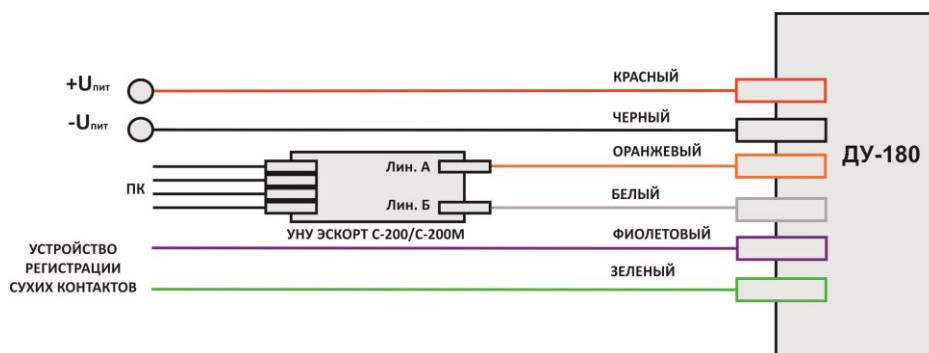 +Uпит
КРАСНЫЙ
-Uпит
ЧЕРНЫЙ
ОРАНЖЕВЫЙ
ДУ-180
Лин. А
ПК
БЕЛЫЙ
Лин. Б
УНУ ЭСКОРТ С-200/С-200М
ФИОЛЕТОВЫЙ
УСТРОЙСТВО
РЕГИСТРАЦИИ
СУХИХ КОНТАКТОВ
ЗЕЛЕНЫЙ